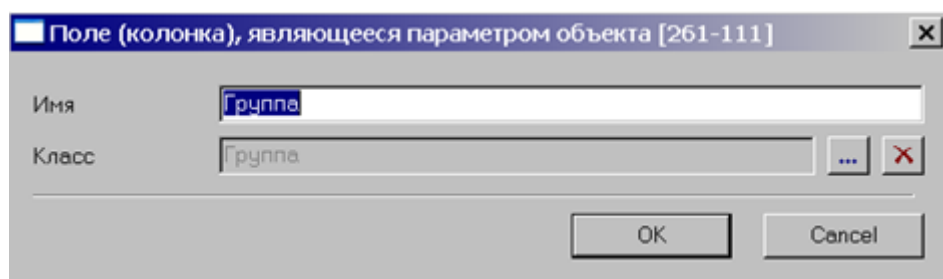 Поле (колонка), являющееся параметром объекта [261-111]
Имя Группа
Класс Группа ...
OK Cancel